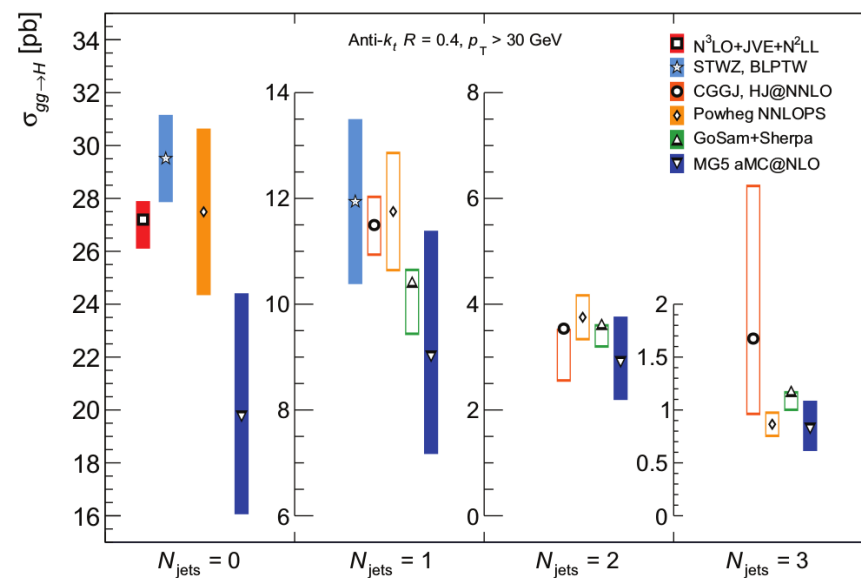 σgg→H [pb]
Anti-kt R = 0.4, pT > 30 GeV
N³LO+JVE+N²LL
STWZ, BLPTW
CGGJ, HJ@NNLO
Powheg NNLOPS
GoSam+Sherpa
MG5 aMC@NLO
34
32
30
28
26
24
22
20
18
16
14
12
10
8
6
8
6
4
2
0
2
1.5
1
0.5
0
Njets = 0
Njets = 1
Njets = 2
Njets = 3